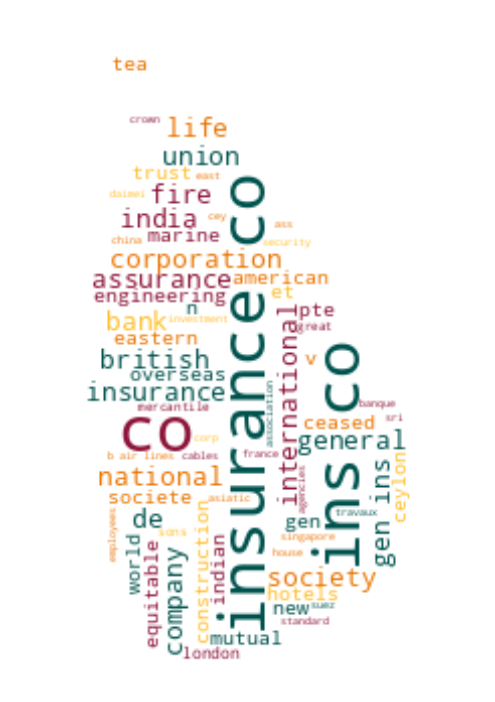 tea
crown
life
union
trust
east
daimei
fire
india
cey
ass
china
marine
security
corporation
assurance
american
engineering
et
n
pte
bank
investment
great
eastern
british
v
overseas
insurance
mercantile
banque
co
corp
sri
ceased
general
b air lines
cables
france
national
societe
asiatic
insurance co
association
international
agencies
ins co
ceylon
gen ins
de
sons
travaux
gen
singapore
employees
world
equitable
company
construction
indian
house
society
hotels
new
suez
standard
mutual
london